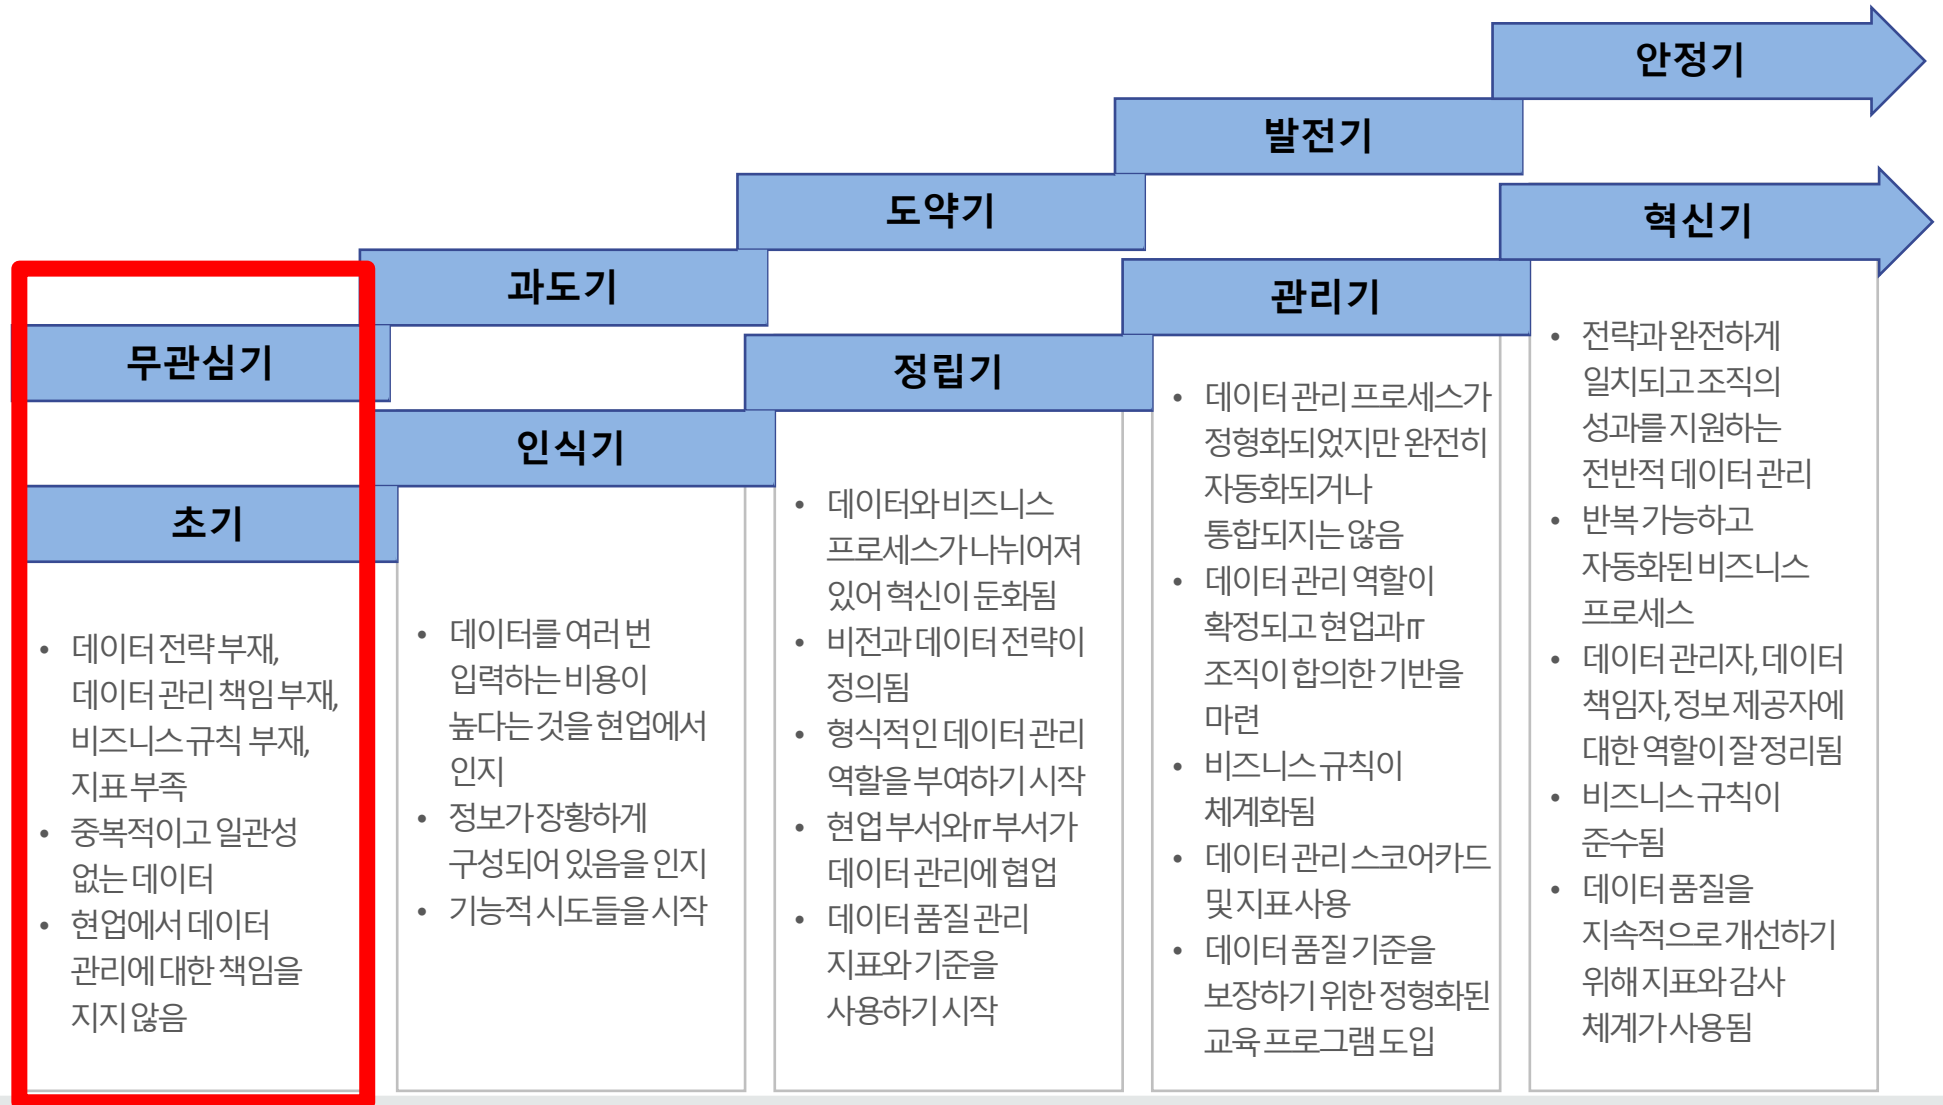 안정기
발전기
도약기
과도기
무관심기
혁신기
관리기
정립기
인식기
초기
• 데이터 전략 부재,
데이터 관리 책임 부재,
비즈니스 규칙 부재,
지표 부족
• 중복적이고 일관성
없는 데이터
• 현업에서 데이터
관리에 대한 책임을
지지 않음
• 데이터를 여러 번
입력하는 비용이
높다는 것을 현업에서
인지
• 정보가 장황하게
구성되어 있음을 인지
• 기능적 시도들을 시작
• 데이터와 비즈니스
프로세스가 나뉘어져
있어 혁신이 둔화됨
• 비전과 데이터 전략이
정의됨
• 형식적인 데이터 관리
역할을 부여하기 시작
• 현업 부서와 IT 부서가
데이터 관리에 협업
• 데이터 품질 관리
지표와 기준을
사용하기 시작
• 데이터 관리 프로세스가
정형화되었지만 완전히
자동화되거나
통합되지는 않음
• 데이터 관리 역할이
확정되고 현업과 IT
조직이 합의한 기반을
마련
• 비즈니스 규칙이
체계화됨
• 데이터 관리 스코어카드
및 지표 사용
• 데이터 품질 기준을
보장하기 위한 정형화된
교육 프로그램 도입
• 전략과 완전하게
일치되고 조직의
성과를 지원하는
전반적 데이터 관리
• 반복 가능하고
자동화된 비즈니스
프로세스
• 데이터 관리자, 데이터
책임자, 정보 제공자에
대한 역할이 잘 정리됨
• 비즈니스 규칙이
준수됨
• 데이터 품질을
지속적으로 개선하기
위해 지표와 감사
체계가 사용됨